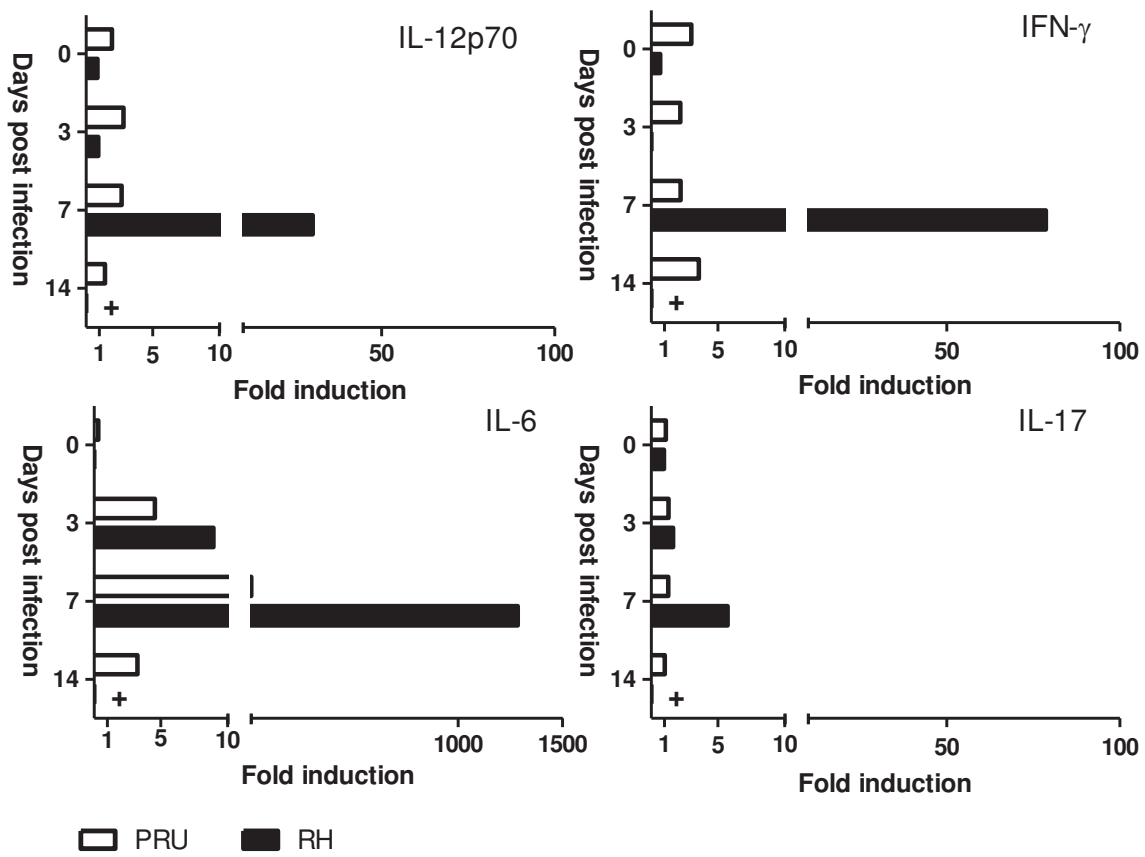 IL-12p70
Days post infection
0
3
7
14
+
1 5 10 50 100
Fold induction
IFN-γ
Days post infection
0
3
7
14
+
1 5 10 50 100
Fold induction
IL-6
Days post infection
0
3
7
14
+
1 5 10 1000 1500
Fold induction
IL-17
Days post infection
0
3
7
14
+
1 5 10 50 100
Fold induction
PRU RH